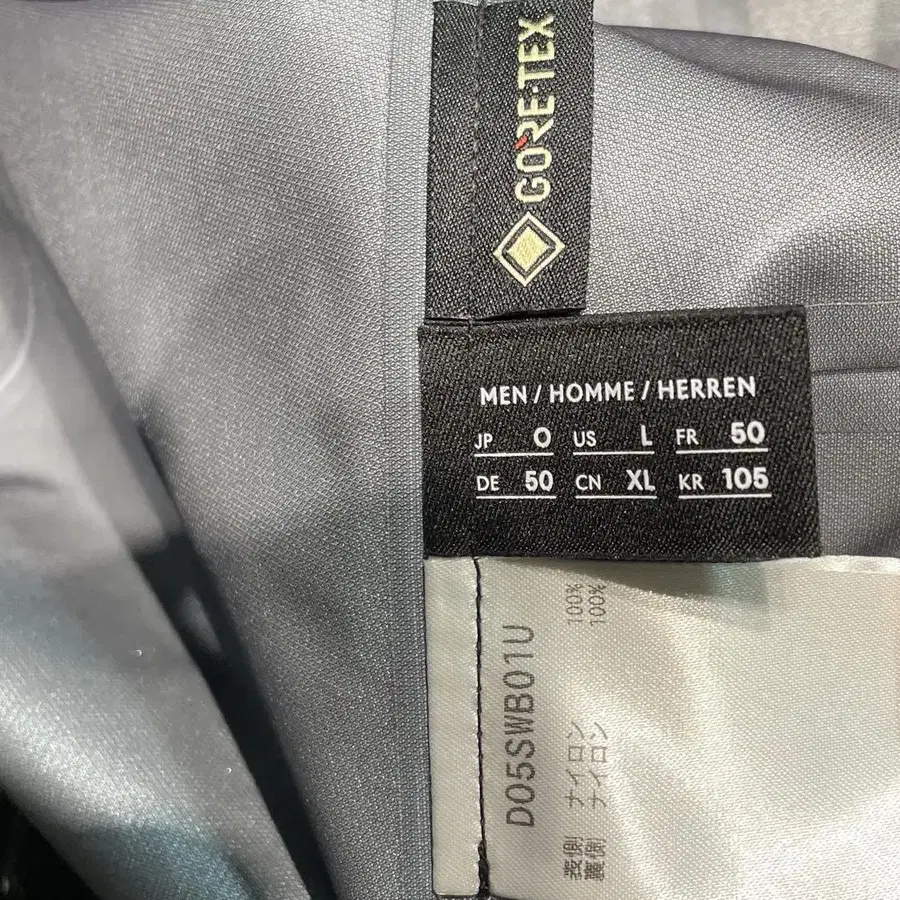 GORE-TEX
MEN / HOMME / HERREN
JP O US L FR 50
DE 50 CN XL KR 105
D05SWB01U
表側 ナイロン 100%
裏側 ナイロン 100%